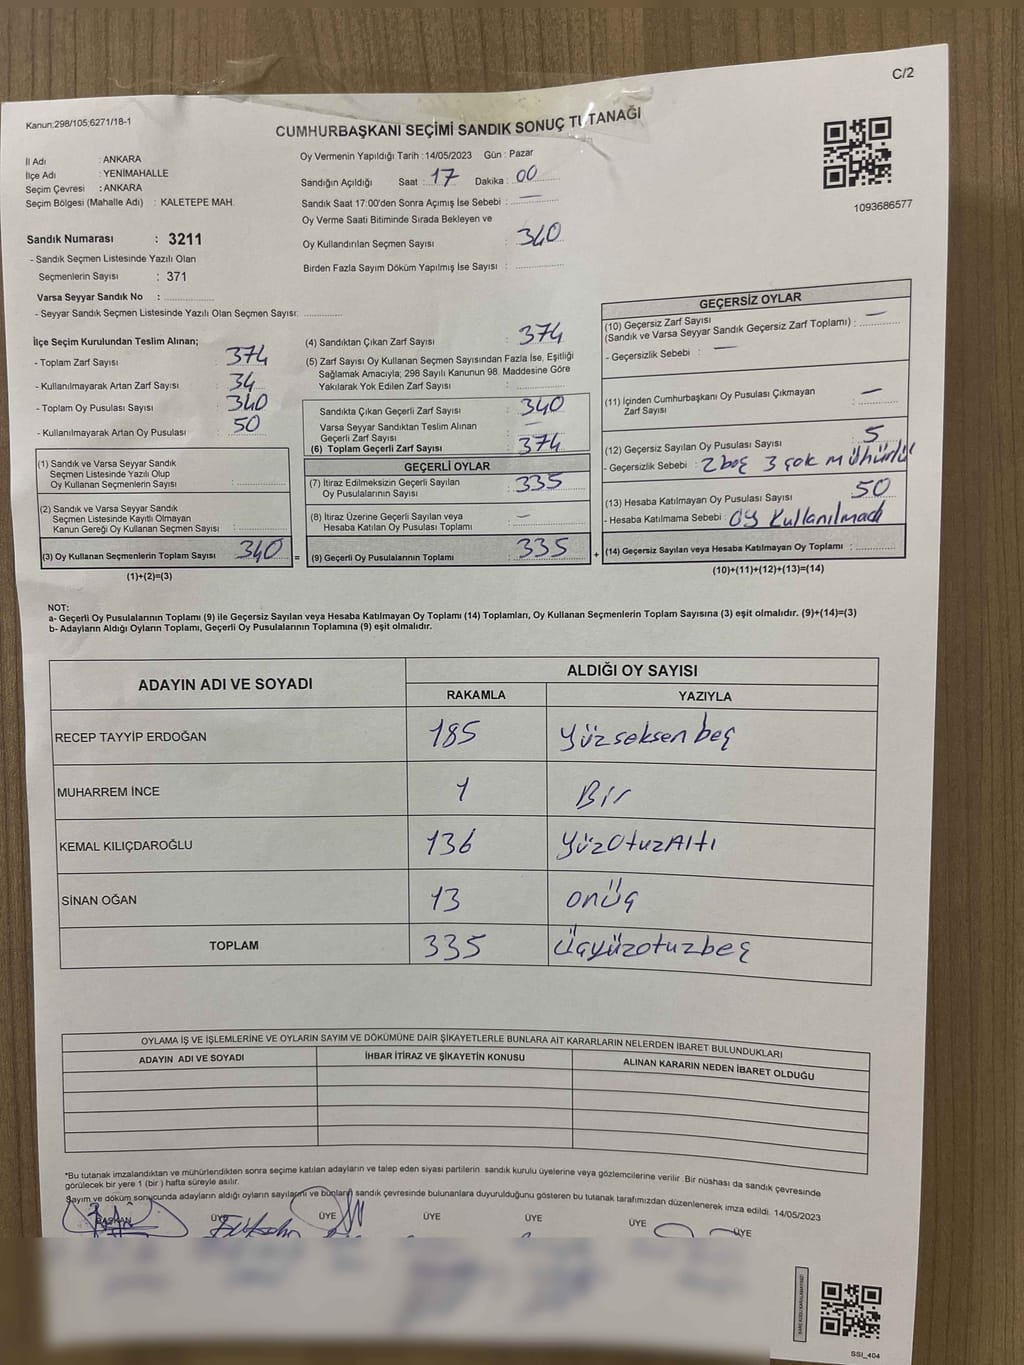 C/2
Kanun:298/105;6271/18-1
CUMHURBAŞKANI SEÇİMİ SANDIK SONUÇ TUTANAĞI
İl Adı : ANKARA
İlçe Adı : YENİMAHALLE
Seçim Çevresi : ANKARA
Seçim Bölgesi (Mahalle Adı) : KALETEPE MAH.
Oy Vermenin Yapıldığı Tarih : 14/05/2023 Gün : Pazar
Sandığın Açıldığı Saat : 17 Dakika : 00
Sandık Saat 17:00'den Sonra Açımış İse Sebebi : —
Oy Verme Saati Bitiminde Sırada Bekleyen ve
Oy Kullandırılan Seçmen Sayısı : 340
Birden Fazla Sayım Döküm Yapılmış İse Sayısı :
1093686577
Sandık Numarası : 3211
- Sandık Seçmen Listesinde Yazılı Olan
Seçmenlerin Sayısı : 371
Varsa Seyyar Sandık No :
- Seyyar Sandık Seçmen Listesinde Yazılı Olan Seçmen Sayısı:
İlçe Seçim Kurulundan Teslim Alınan;
- Toplam Zarf Sayısı : 374
- Kullanılmayarak Artan Zarf Sayısı : 34
- Toplam Oy Pusulası Sayısı : 340
- Kullanılmayarak Artan Oy Pusulası : 50
(1) Sandık ve Varsa Seyyar Sandık
Seçmen Listesinde Yazılı Olup
Oy Kullanan Seçmenlerin Sayısı :
(2) Sandık ve Varsa Seyyar Sandık
Seçmen Listesinde Kayıtlı Olmayan
Kanun Gereği Oy Kullanan Seçmen Sayısı :
(3) Oy Kullanan Seçmenlerin Toplam Sayısı : 340 =
(1)+(2)=(3)
(4) Sandıktan Çıkan Zarf Sayısı : 374
(5) Zarf Sayısı Oy Kullanan Seçmen Sayısından Fazla İse, Eşitliği
Sağlamak Amacıyla; 298 Sayılı Kanunun 98. Maddesine Göre
Yakılarak Yok Edilen Zarf Sayısı :
Sandıkta Çıkan Geçerli Zarf Sayısı : 340
Varsa Seyyar Sandıktan Teslim Alınan
Geçerli Zarf Sayısı : —
(6) Toplam Geçerli Zarf Sayısı : 374
GEÇERLİ OYLAR
(7) İtiraz Edilmeksizin Geçerli Sayılan
Oy Pusulalarının Sayısı : 335
(8) İtiraz Üzerine Geçerli Sayılan veya
Hesaba Katılan Oy Pusulası Toplamı : —
(9) Geçerli Oy Pusulalarının Toplamı : 335 +
GEÇERSİZ OYLAR
(10) Geçersiz Zarf Sayısı —
(Sandık ve Varsa Seyyar Sandık Geçersiz Zarf Toplamı) :
- Geçersizlik Sebebi : —
(11) İçinden Cumhurbaşkanı Oy Pusulası Çıkmayan
Zarf Sayısı : —
(12) Geçersiz Sayılan Oy Pusulası Sayısı : 5
- Geçersizlik Sebebi : 2 boş 3 çok mühürlü
(13) Hesaba Katılmayan Oy Pusulası Sayısı : 50
- Hesaba Katılmama Sebebi : Oy kullanılmadı
(14) Geçersiz Sayılan veya Hesaba Katılmayan Oy Toplamı :
(10)+(11)+(12)+(13)=(14)
NOT:
a- Geçerli Oy Pusulalarının Toplamı (9) ile Geçersiz Sayılan veya Hesaba Katılmayan Oy Toplamı (14) Toplamları, Oy Kullanan Seçmenlerin Toplam Sayısına (3) eşit olmalıdır. (9)+(14)=(3)
b- Adayların Aldığı Oyların Toplamı, Geçerli Oy Pusulalarının Toplamına (9) eşit olmalıdır.
ADAYIN ADI VE SOYADI ALDIĞI OY SAYISI
RAKAMLA YAZIYLA
RECEP TAYYİP ERDOĞAN 185 Yüzseksenbeş
MUHARREM İNCE 1 Bir
KEMAL KILIÇDAROĞLU 136 YüzOtuzAltı
SİNAN OĞAN 13 onüç
TOPLAM 335 Üçyüzotuzbeş
OYLAMA İŞ VE İŞLEMLERİNE VE OYLARIN SAYIM VE DÖKÜMÜNE DAİR ŞİKAYETLERLE BUNLARA AİT KARARLARIN NELERDEN İBARET BULUNDUKLARI
ADAYIN ADI VE SOYADI İHBAR İTİRAZ VE ŞİKAYETİN KONUSU ALINAN KARARIN NEDEN İBARET OLDUĞU
*Bu tutanak imzalandıktan ve mühürlendikten sonra seçime katılan adayların ve talep eden siyasi partilerin sandık kurulu üyelerine veya gözlemcilerine verilir. Bir nüshası da sandık çevresinde
görülecek bir yere 1 (bir) hafta süreyle asılır.
Sayım ve döküm sonucunda adayların aldığı oyların sayılarını ve bunların sandık çevresinde bulunanlara duyurulduğunu gösteren bu tutanak tarafımızdan düzenlenerek imza edildi. 14/05/2023
BAŞKAN ÜYE ÜYE ÜYE ÜYE ÜYE ÜYE
SSİ_404